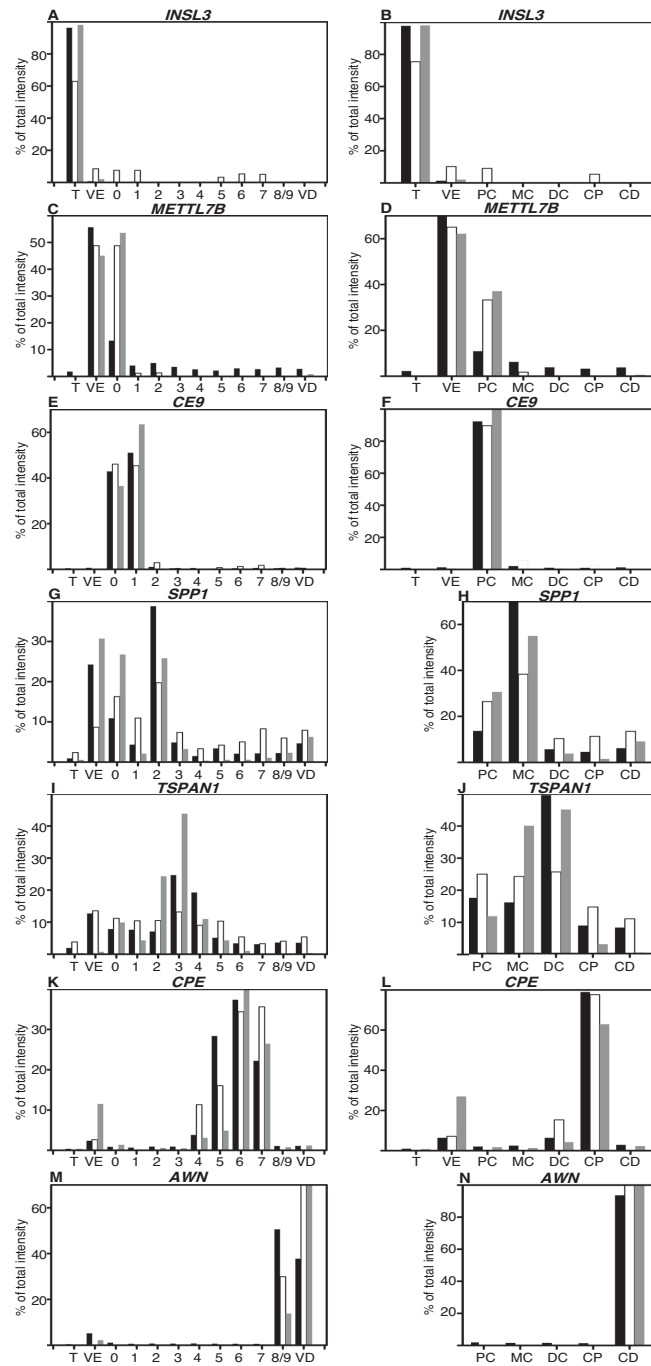 A INSL3
% of total intensity
80
60
40
20
T VE 0 1 2 3 4 5 6 7 8/9 VD
B INSL3
% of total intensity
80
60
40
20
T VE PC MC DC CP CD
C METTL7B
% of total intensity
50
40
30
20
10
T VE 0 1 2 3 4 5 6 7 8/9 VD
D METTL7B
% of total intensity
60
40
20
T VE PC MC DC CP CD
E CE9
% of total intensity
60
40
20
T VE 0 1 2 3 4 5 6 7 8/9 VD
F CE9
% of total intensity
80
60
40
20
T VE PC MC DC CP CD
G SPP1
% of total intensity
30
20
10
T VE 0 1 2 3 4 5 6 7 8/9 VD
H SPP1
% of total intensity
60
40
20
PC MC DC CP CD
I TSPAN1
% of total intensity
40
30
20
10
T VE 0 1 2 3 4 5 6 7 8/9 VD
J TSPAN1
% of total intensity
40
30
20
10
PC MC DC CP CD
K CPE
% of total intensity
30
20
10
T VE 0 1 2 3 4 5 6 7 8/9 VD
L CPE
% of total intensity
60
40
20
T VE PC MC DC CP CD
M AWN
% of total intensity
60
40
20
T VE 0 1 2 3 4 5 6 7 8/9 VD
N AWN
% of total intensity
80
60
40
20
PC MC DC CP CD